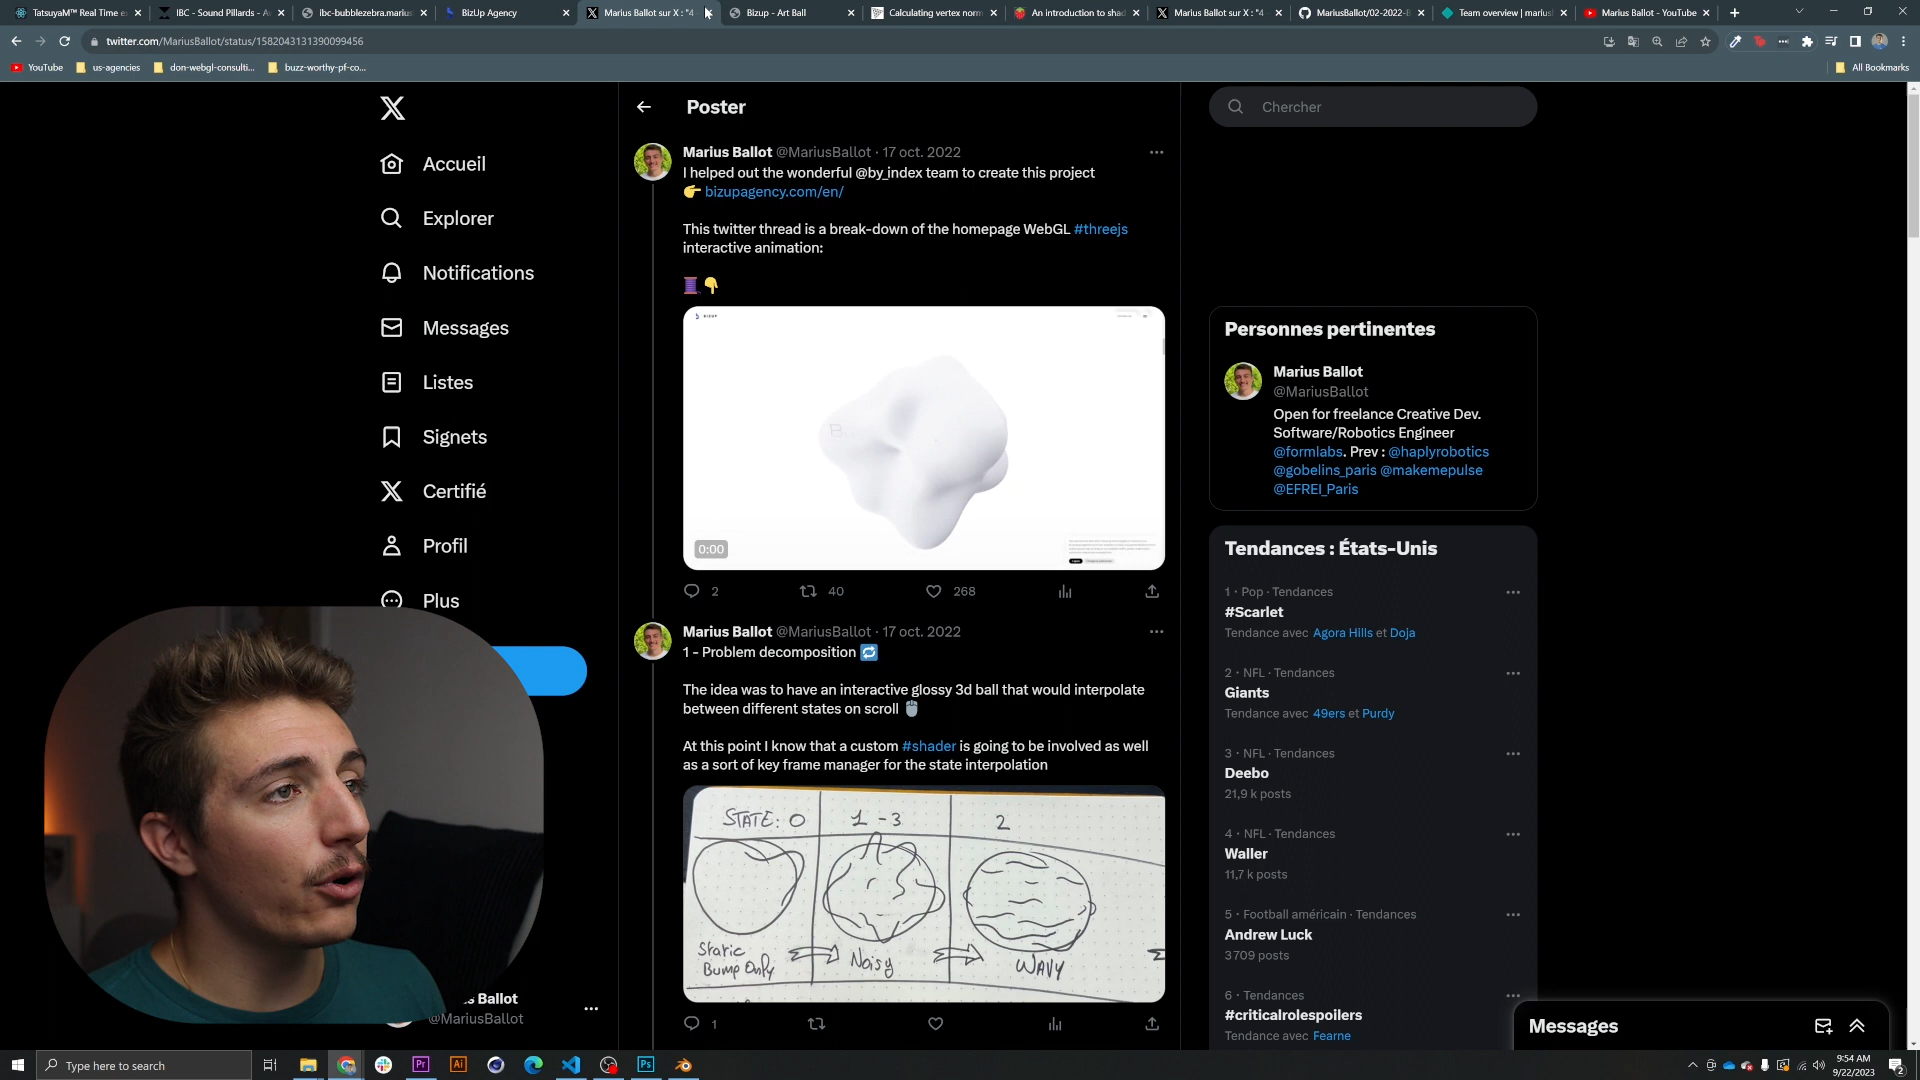 TatsuyaM™ Real Time e
IBC - Sound Pillards - A
ibc-bubblezebra.marius
BizUp Agency
Marius Ballot sur X : "4
Bizup - Art Ball
Calculating vertex norm
An introduction to shad
Marius Ballot sur X : "4
MariusBallot/02-2022-B
Team overview | mariusl
Marius Ballot - YouTube
twitter.com/MariusBallot/status/1582043131390099456
YouTube
us-agencies
don-webgl-consulti...
buzz-worthy-pf-co...
All Bookmarks
Accueil
Explorer
Notifications
Messages
Listes
Signets
Certifié
Profil
Plus
s Ballot
@MariusBallot
Poster
Marius Ballot @MariusBallot · 17 oct. 2022
I helped out the wonderful @by_index team to create this project
👉 bizupagency.com/en/
This twitter thread is a break-down of the homepage WebGL #threejs
interactive animation:
🧵👇
BIZUP
0:00
2 40 268
Marius Ballot @MariusBallot · 17 oct. 2022
1 - Problem decomposition 🔁
The idea was to have an interactive glossy 3d ball that would interpolate
between different states on scroll 🖱️
At this point I know that a custom #shader is going to be involved as well
as a sort of key frame manager for the state interpolation
STATE: 0 1 - 3 2
Static
Bump Only
Noisy
WAVY
1
Chercher
Personnes pertinentes
Marius Ballot
@MariusBallot
Open for freelance Creative Dev.
Software/Robotics Engineer
@formlabs. Prev : @haplyrobotics
@gobelins_paris @makemepulse
@EFREI_Paris
Tendances : États-Unis
1 · Pop · Tendances
#Scarlet
Tendance avec Agora Hills et Doja
2 · NFL · Tendances
Giants
Tendance avec 49ers et Purdy
3 · NFL · Tendances
Deebo
21,9 k posts
4 · NFL · Tendances
Waller
11,7 k posts
5 · Football américain · Tendances
Andrew Luck
3 709 posts
6 · Tendances
#criticalrolespoilers
Tendance avec Fearne
Messages
Type here to search
9:54 AM
9/22/2023
2